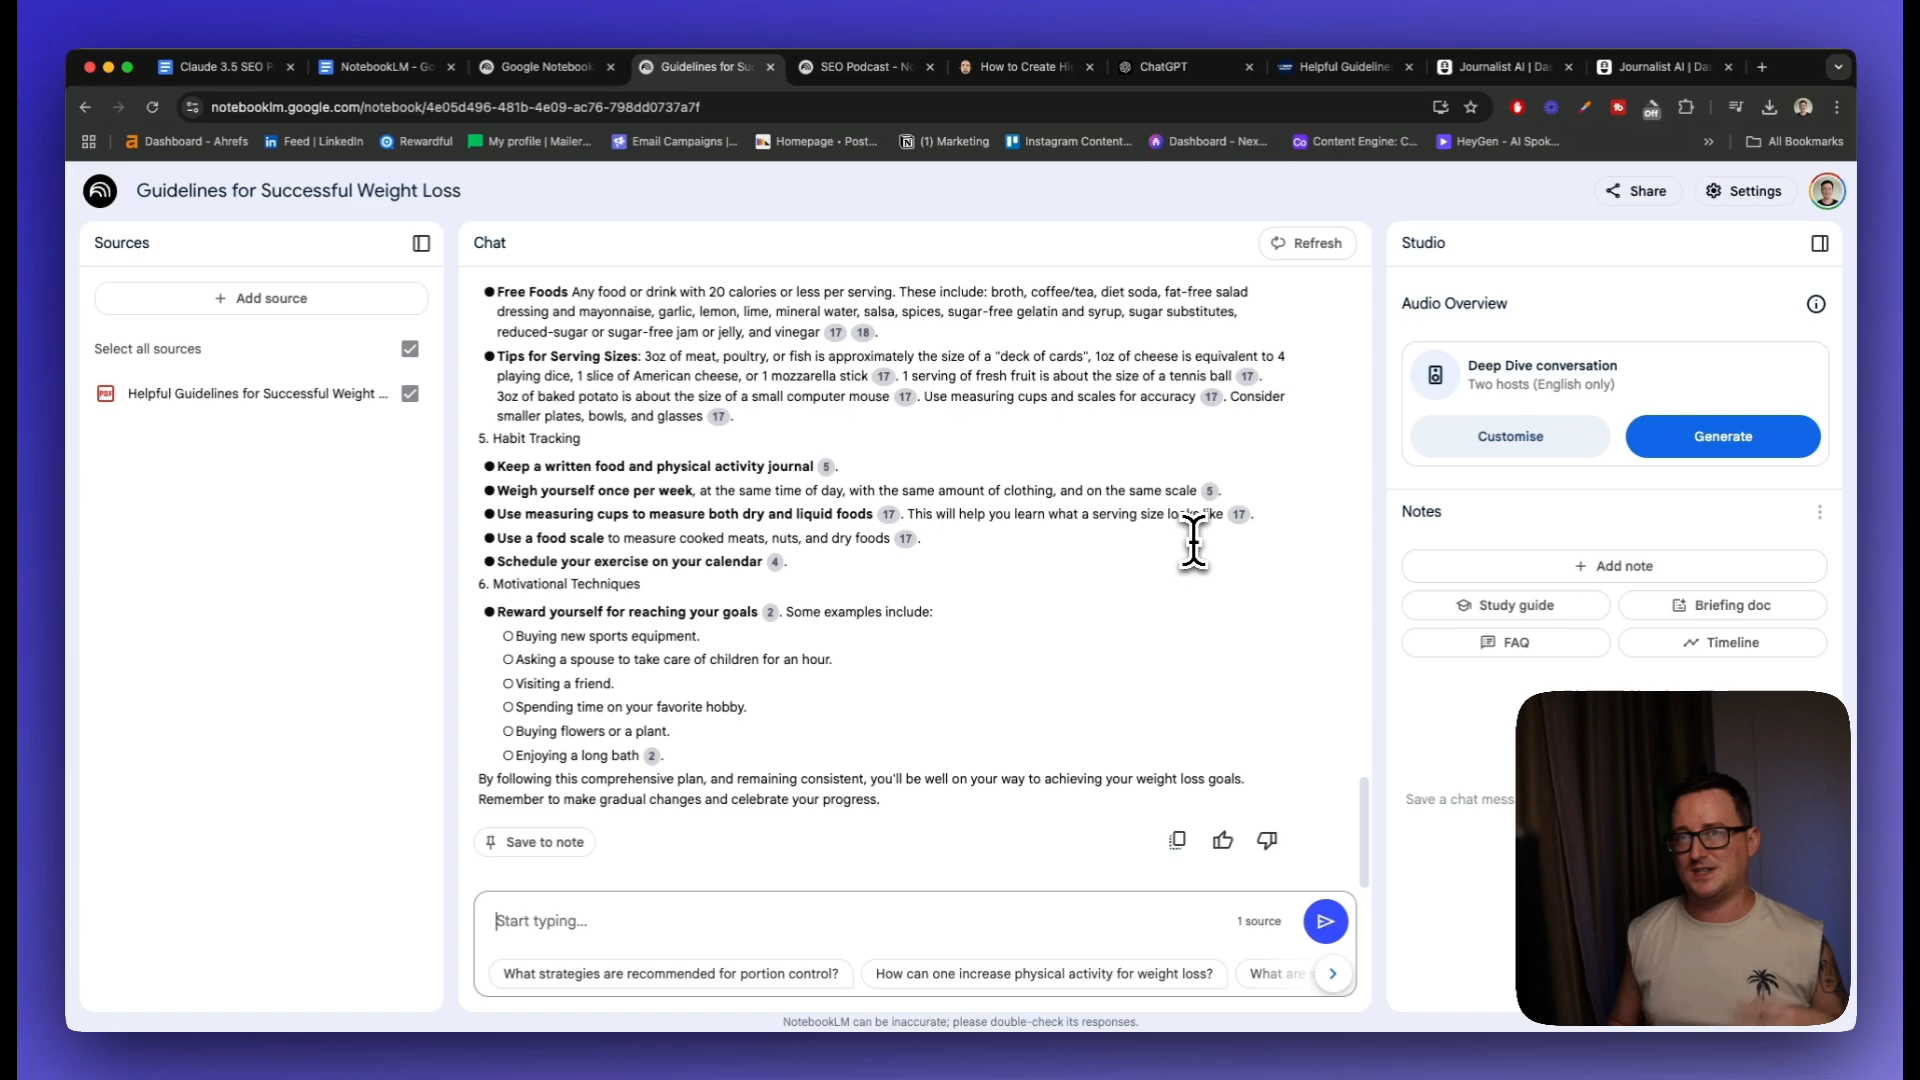 Claude 3.5 SEO P
NotebookLM - Go
Google Notebook
Guidelines for Suc
SEO Podcast - No
How to Create Hi
ChatGPT
Helpful Guideline
Journalist AI | Da
Journalist AI | Da
notebooklm.google.com/notebook/4e05d496-481b-4e09-ac76-798dd0737a7f
Off
Dashboard - Ahrefs
Feed | LinkedIn
Rewardful
My profile | Mailer...
Email Campaigns |...
Homepage • Post...
(1) Marketing
Instagram Content...
Dashboard - Nex...
Content Engine: C...
HeyGen - AI Spok...
All Bookmarks
Guidelines for Successful Weight Loss
Share
Settings
Sources
Add source
Select all sources
PDF
Helpful Guidelines for Successful Weight ...
Chat
Refresh
● Free Foods Any food or drink with 20 calories or less per serving. These include: broth, coffee/tea, diet soda, fat-free salad
dressing and mayonnaise, garlic, lemon, lime, mineral water, salsa, spices, sugar-free gelatin and syrup, sugar substitutes,
reduced-sugar or sugar-free jam or jelly, and vinegar 17 18.
● Tips for Serving Sizes: 3oz of meat, poultry, or fish is approximately the size of a "deck of cards", 1oz of cheese is equivalent to 4
playing dice, 1 slice of American cheese, or 1 mozzarella stick 17. 1 serving of fresh fruit is about the size of a tennis ball 17.
3oz of baked potato is about the size of a small computer mouse 17. Use measuring cups and scales for accuracy 17. Consider
smaller plates, bowls, and glasses 17.
5. Habit Tracking
● Keep a written food and physical activity journal 5.
● Weigh yourself once per week, at the same time of day, with the same amount of clothing, and on the same scale 5.
● Use measuring cups to measure both dry and liquid foods 17. This will help you learn what a serving size looks like 17.
● Use a food scale to measure cooked meats, nuts, and dry foods 17.
● Schedule your exercise on your calendar 4.
6. Motivational Techniques
● Reward yourself for reaching your goals 2. Some examples include:
○ Buying new sports equipment.
○ Asking a spouse to take care of children for an hour.
○ Visiting a friend.
○ Spending time on your favorite hobby.
○ Buying flowers or a plant.
○ Enjoying a long bath 2.
By following this comprehensive plan, and remaining consistent, you'll be well on your way to achieving your weight loss goals.
Remember to make gradual changes and celebrate your progress.
Save to note
Start typing...
1 source
What strategies are recommended for portion control?
How can one increase physical activity for weight loss?
What are
NotebookLM can be inaccurate; please double-check its responses.
Studio
Audio Overview
Deep Dive conversation
Two hosts (English only)
Customise
Generate
Notes
Add note
Study guide
Briefing doc
FAQ
Timeline
Save a chat mess